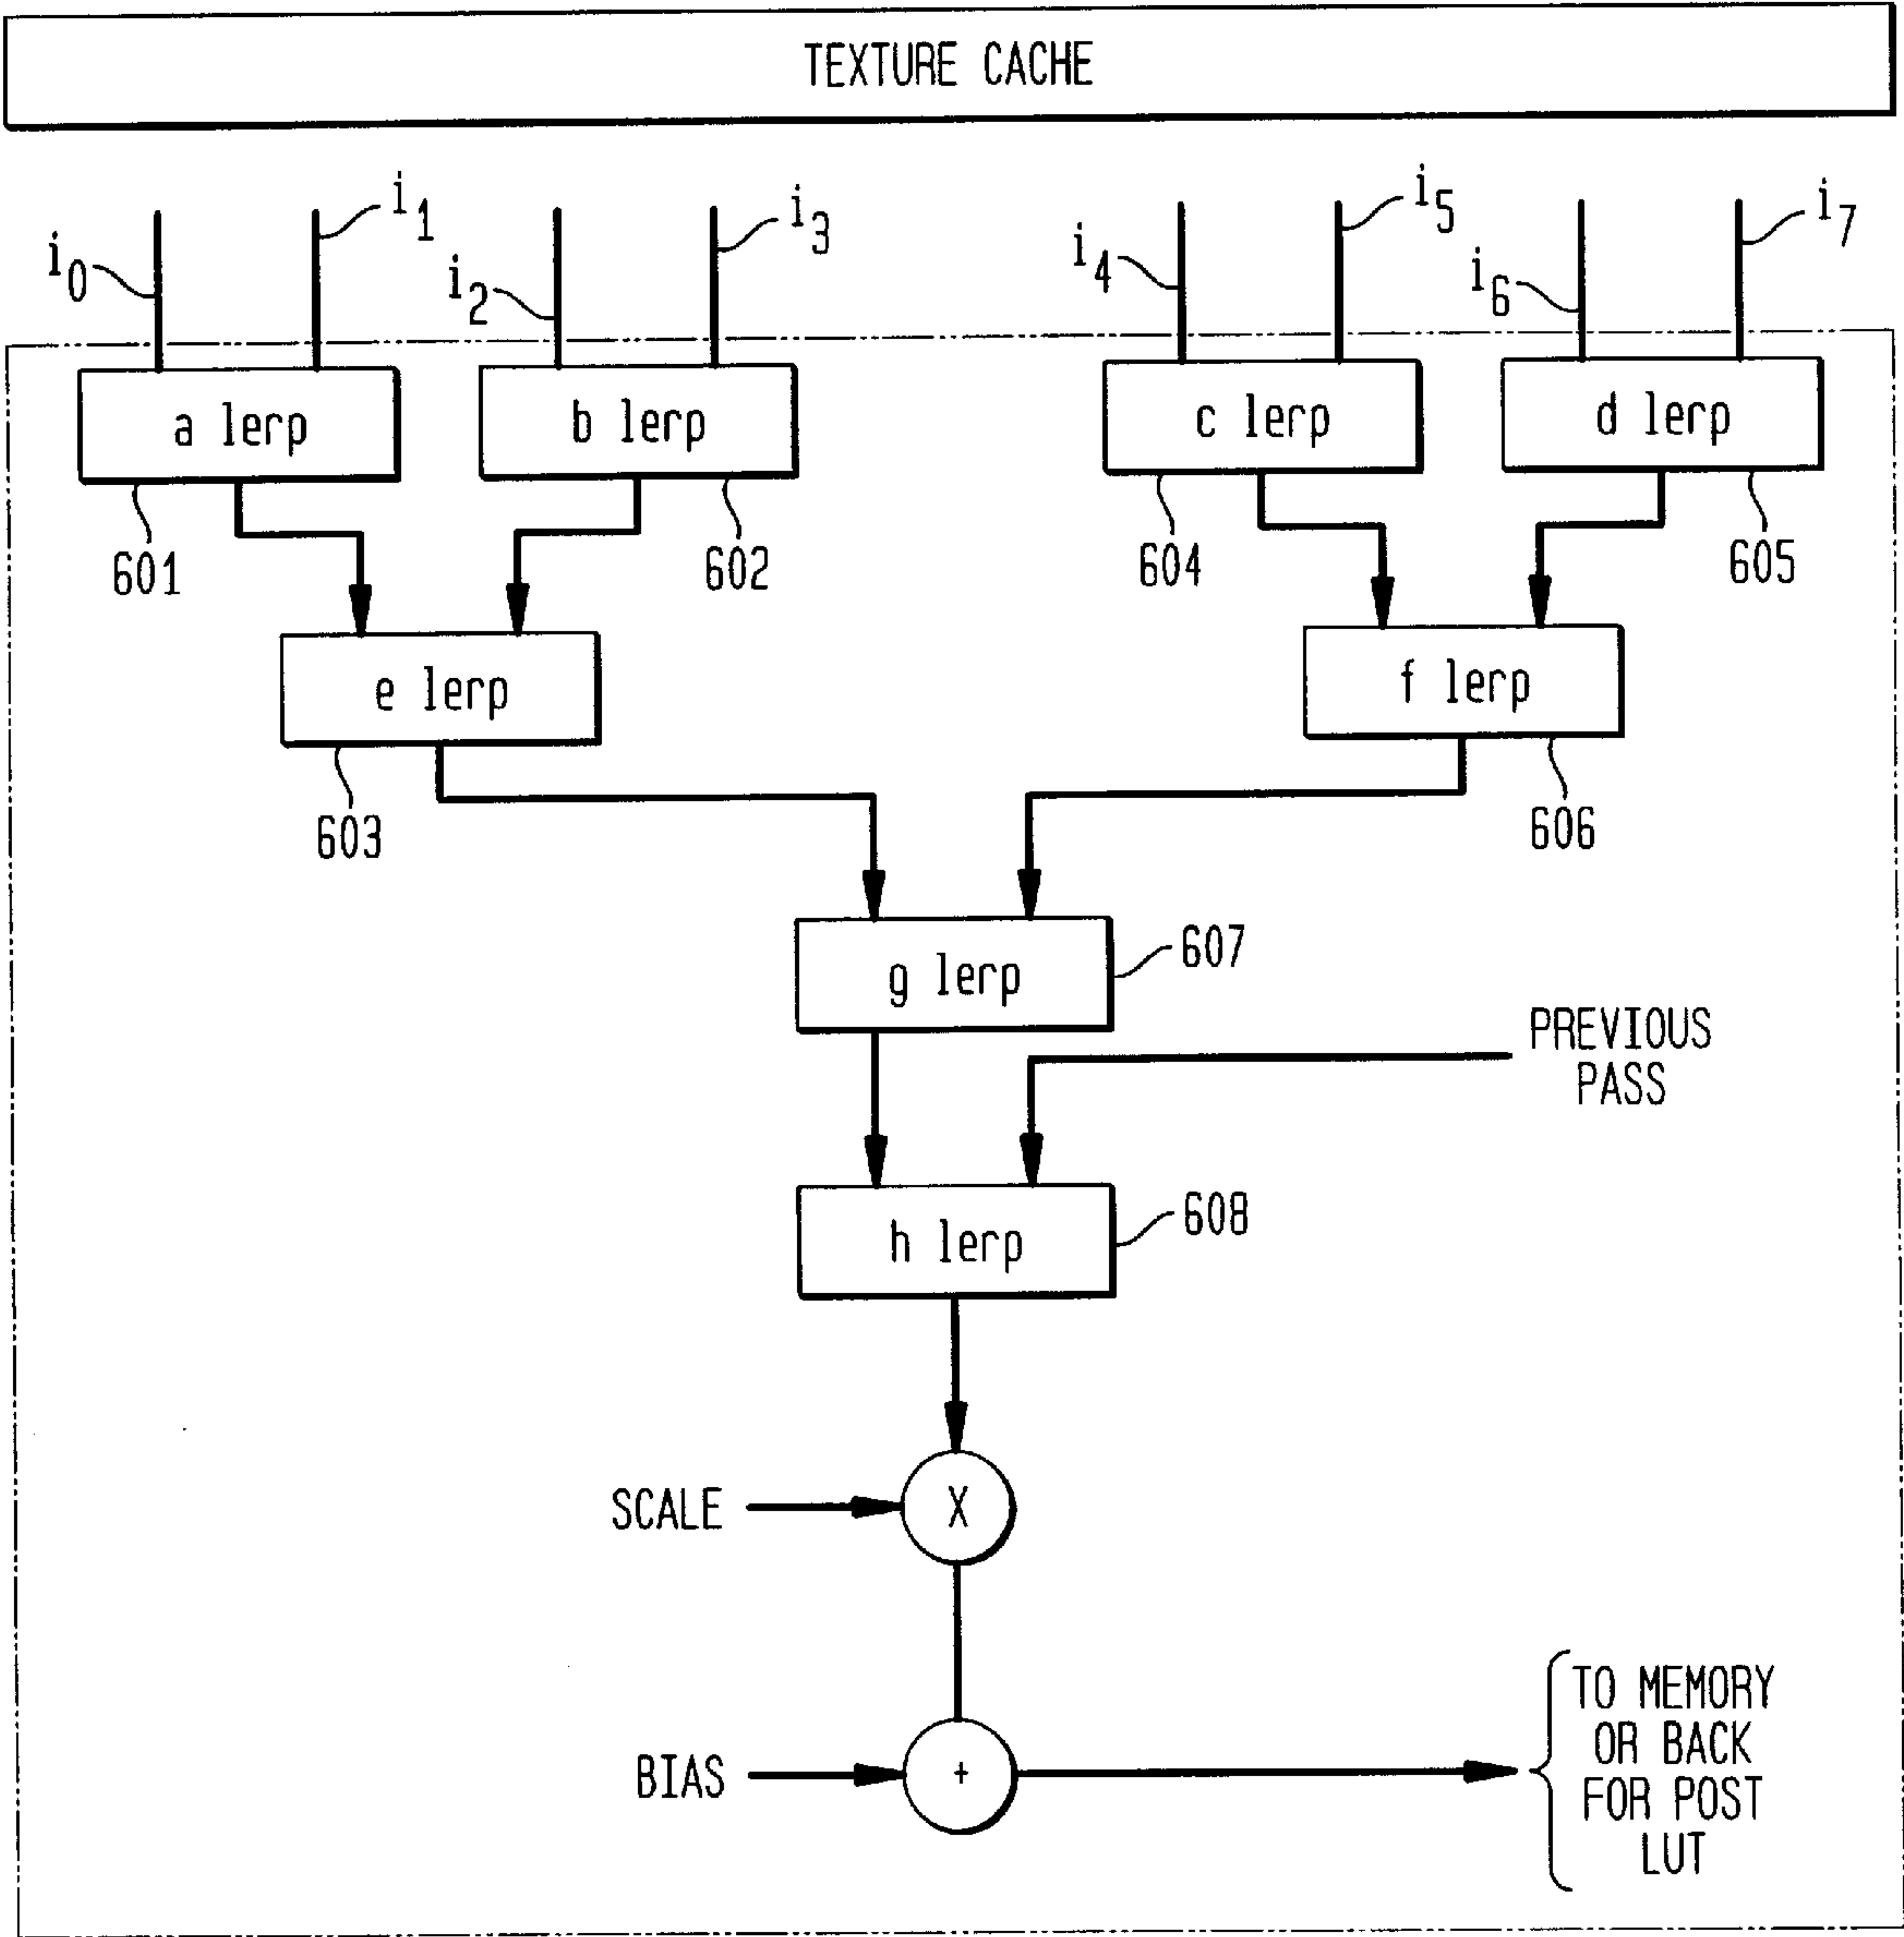 TEXTURE CACHE
i0
i1
i2
i3
i4
i5
i6
i7
a lerp
b lerp
c lerp
d lerp
601
602
604
605
e lerp
f lerp
603
606
g lerp
607
PREVIOUS
PASS
h lerp
608
SCALE
X
BIAS
+
TO MEMORY
OR BACK
FOR POST
LUT